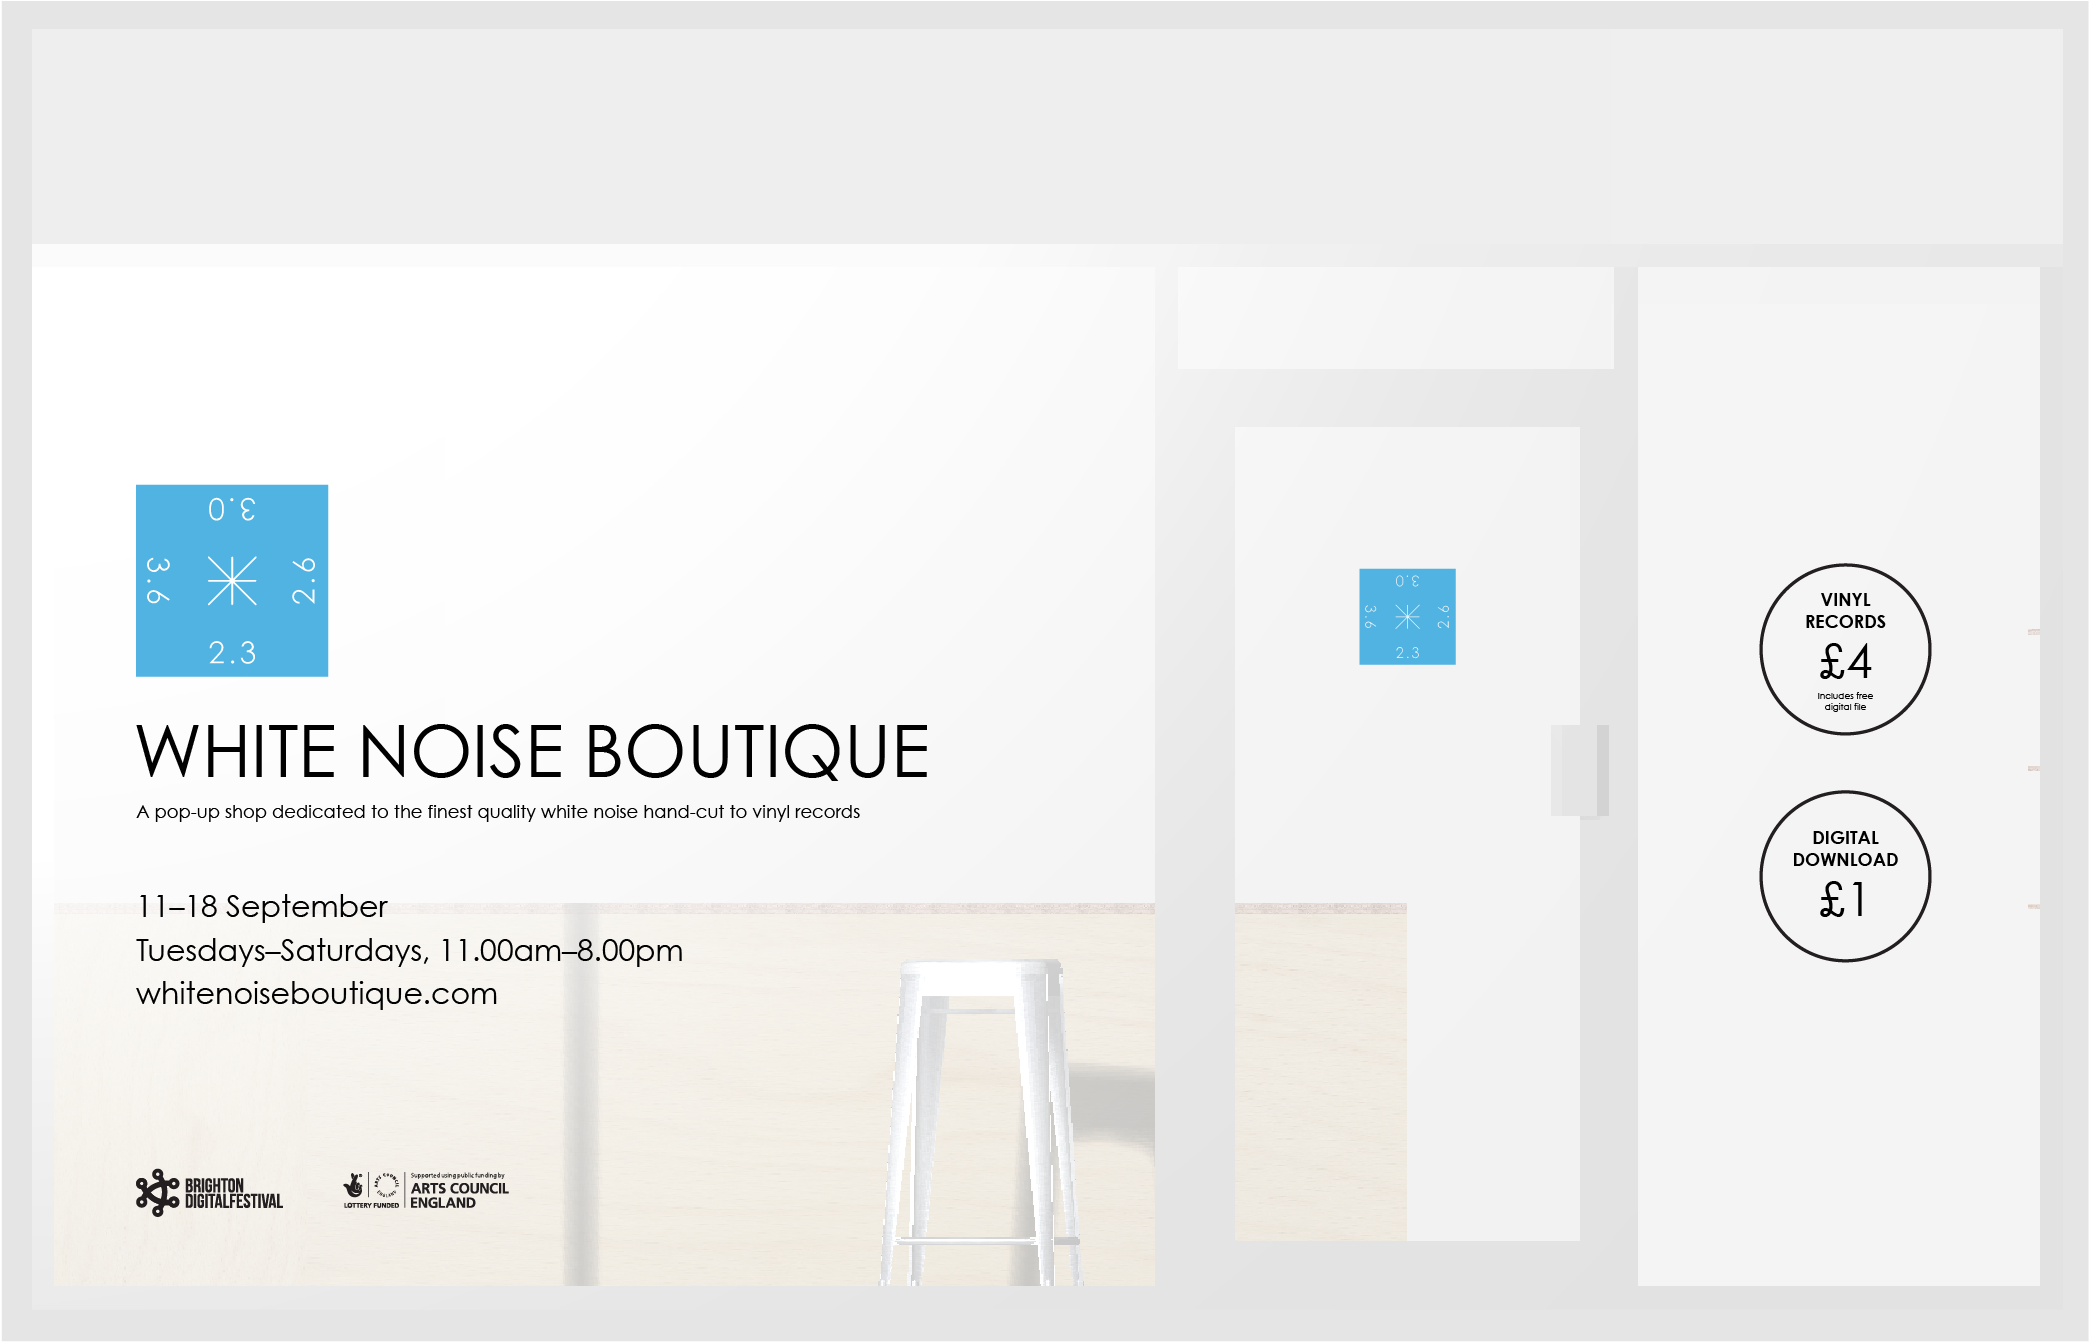 3.0
3.6
2.6
2.3
WHITE NOISE BOUTIQUE
A pop-up shop dedicated to the finest quality white noise hand-cut to vinyl records
11–18 September
Tuesdays–Saturdays, 11.00am–8.00pm
whitenoiseboutique.com
BRIGHTON
DIGITALFESTIVAL
LOTTERY FUNDED
ARTS COUNCIL ENGLAND
Supported using public funding by
ARTS COUNCIL
ENGLAND
3.0
3.6
2.6
2.3
VINYL
RECORDS
£4
Includes free
digital file
DIGITAL
DOWNLOAD
£1